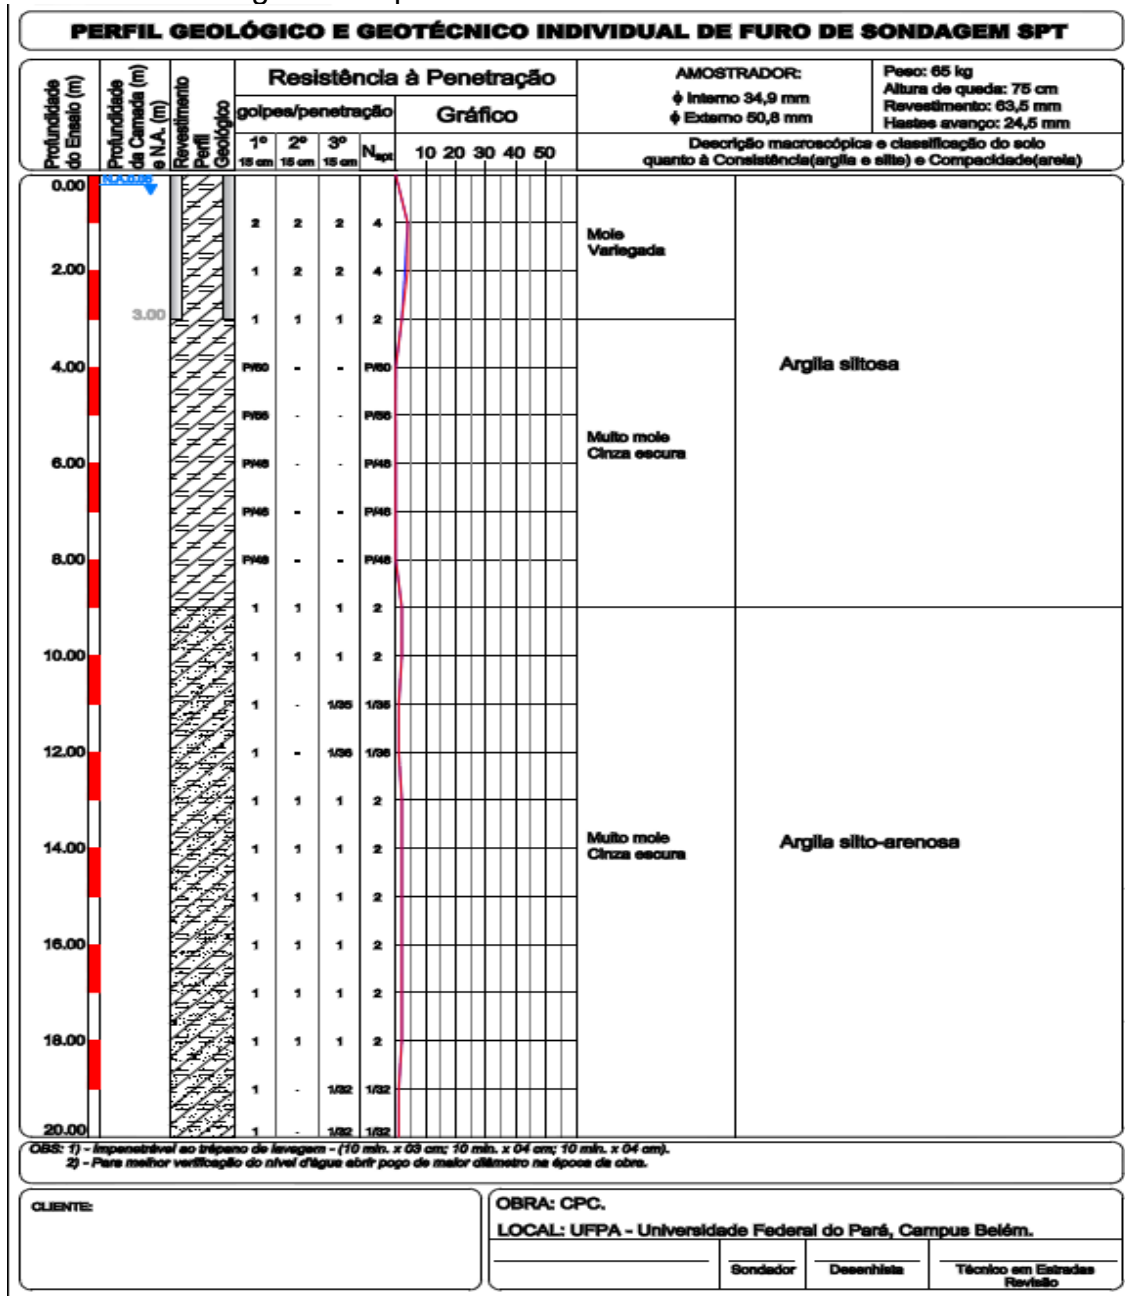 PERFIL GEOLÓGICO E GEOTÉCNICO INDIVIDUAL DE FURO DE SONDAGEM SPT
Profundidade do Ensaio (m)
Profundidade da Camada (m) e N.A. (m)
Revestimento
Perfil Geológico
Resistência à Penetração
golpes/penetração
Gráfico
1º 2º 3º Nspt
15 cm 15 cm 15 cm
10 20 30 40 50
AMOSTRADOR:
ϕ Interno 34,9 mm
ϕ Externo 50,8 mm
Peso: 65 kg
Altura de queda: 75 cm
Revestimento: 63,5 mm
Hastes avanço: 24,5 mm
Descrição macroscópica e classificação do solo
quanto à Consistência(argila e silte) e Compacidade(areia)
0.00
2 2 2 4
Mole
Variegada
2.00 1 2 2 4
3.00
1 1 1 2
4.00 P/60 - - P/60
Argila siltosa
P/56 - - P/56
Muito mole
Cinza escura
6.00 P/48 - - P/48
P/48 - - P/48
8.00 P/48 - - P/48
1 1 1 2
10.00 1 1 1 2
1 - 1/35 1/35
12.00 1 - 1/36 1/36
1 1 1 2
14.00 1 1 1 2
Muito mole
Cinza escura
Argila silto-arenosa
1 1 1 2
16.00 1 1 1 2
1 1 1 2
18.00 1 1 1 2
1 - 1/32 1/32
20.00 1 - 1/32 1/32
OBS: 1) - Impenetrável ao trépano de lavagem - (10 min. x 03 cm; 10 min. x 04 cm; 10 min. x 04 cm).
2) - Para melhor verificação do nível d'água abrir poço de maior diâmetro na época da obra.
CLIENTE:
OBRA: CPC.
LOCAL: UFPA - Universidade Federal do Pará, Campus Belém.
Sondador
Desenhista
Técnico em Estradas
Revisão